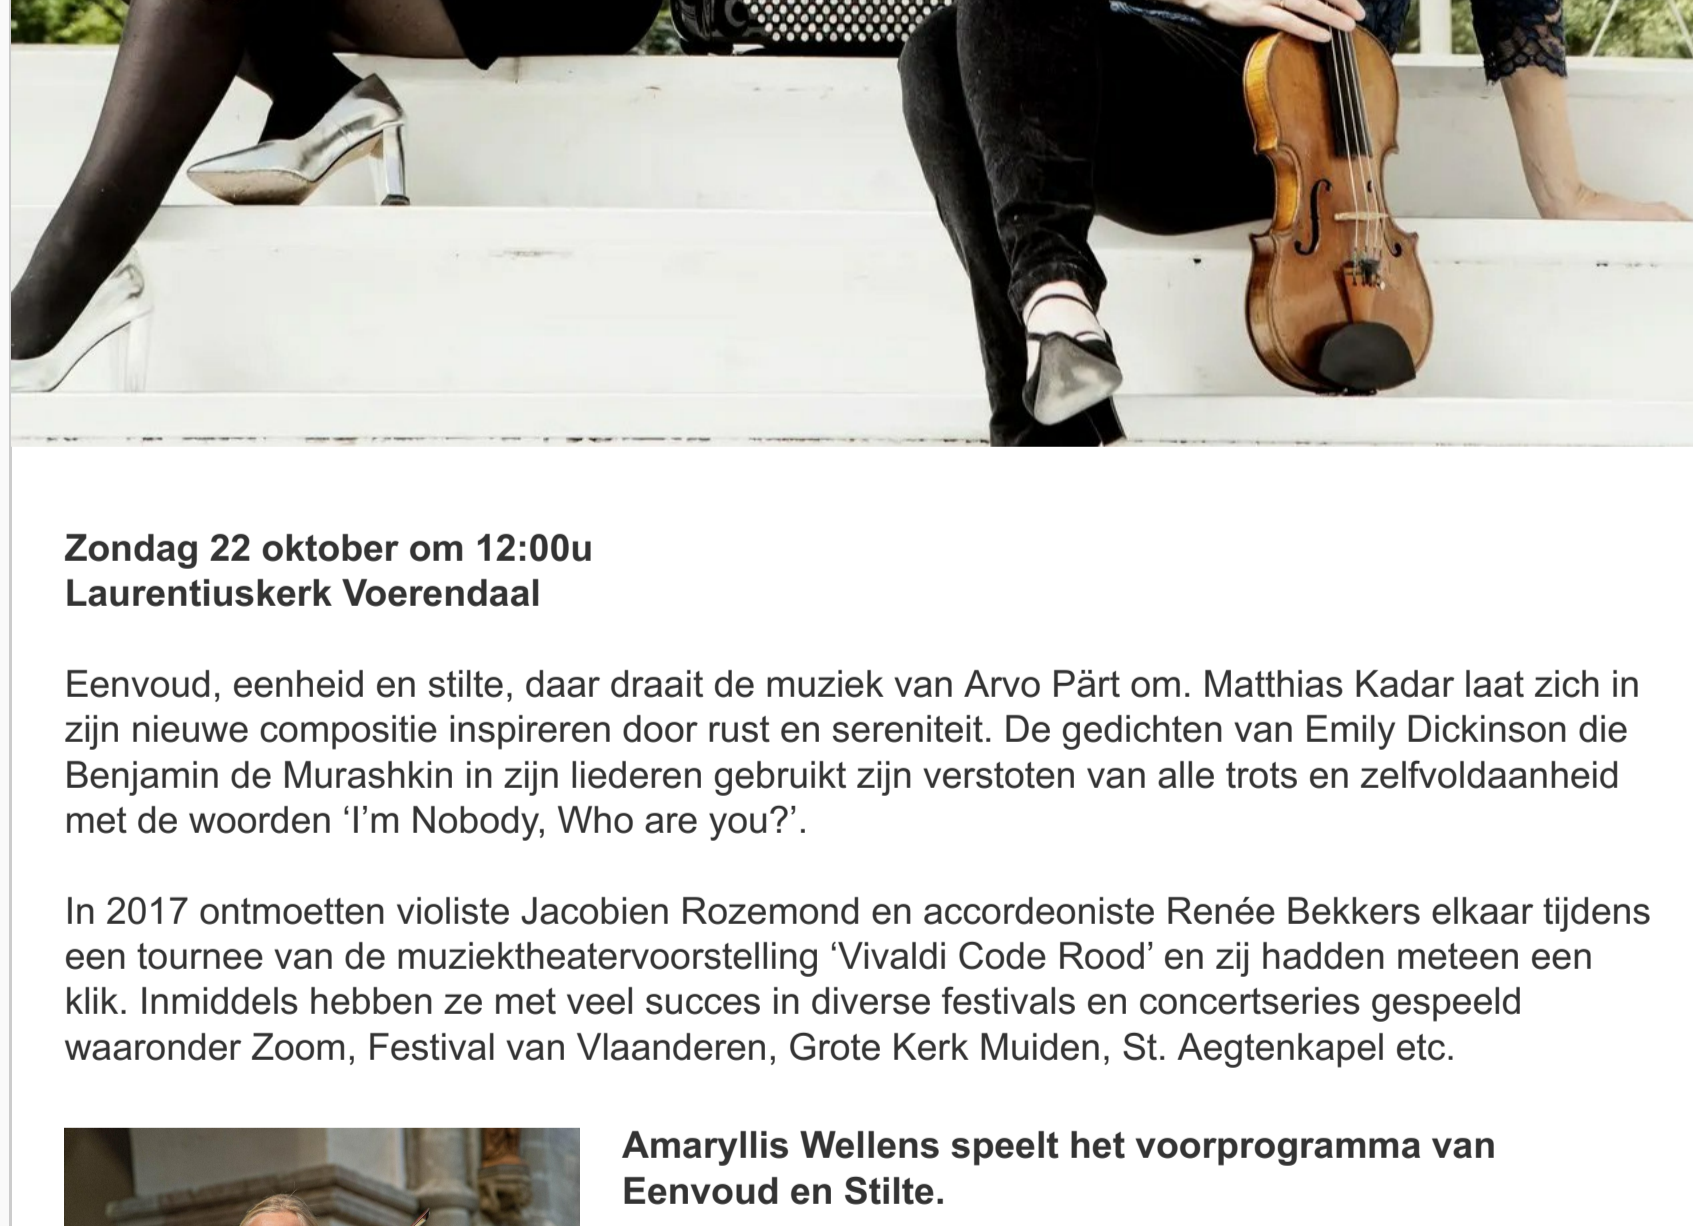 Zondag 22 oktober om 12:00u
Laurentiuskerk Voerendaal
Eenvoud, eenheid en stilte, daar draait de muziek van Arvo Pärt om. Matthias Kadar laat zich in
zijn nieuwe compositie inspireren door rust en sereniteit. De gedichten van Emily Dickinson die
Benjamin de Murashkin in zijn liederen gebruikt zijn verstoten van alle trots en zelfvoldaanheid
met de woorden ‘I’m Nobody, Who are you?’.
In 2017 ontmoetten violiste Jacobien Rozemond en accordeoniste Renée Bekkers elkaar tijdens
een tournee van de muziektheatervoorstelling ‘Vivaldi Code Rood’ en zij hadden meteen een
klik. Inmiddels hebben ze met veel succes in diverse festivals en concertseries gespeeld
waaronder Zoom, Festival van Vlaanderen, Grote Kerk Muiden, St. Aegtenkapel etc.
Amaryllis Wellens speelt het voorprogramma van
Eenvoud en Stilte.